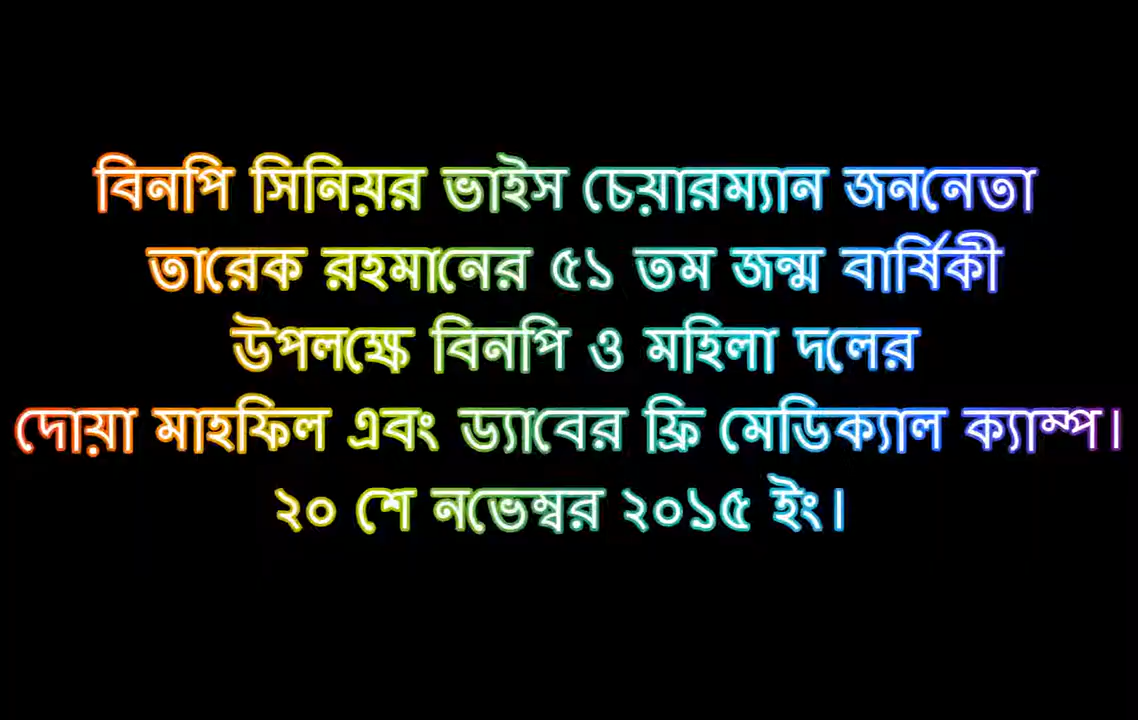 বিনপি সিনিয়র ভাইস চেয়ারম্যান জননেতা
তারেক রহমানের ৫১ তম জন্ম বার্ষিকী
উপলক্ষে বিনপি ও মহিলা দলের
দোয়া মাহফিল এবং ড্যাবের ফ্রি মেডিক্যাল ক্যাম্প।
২০ শে নভেম্বর ২০১৫ ইং।